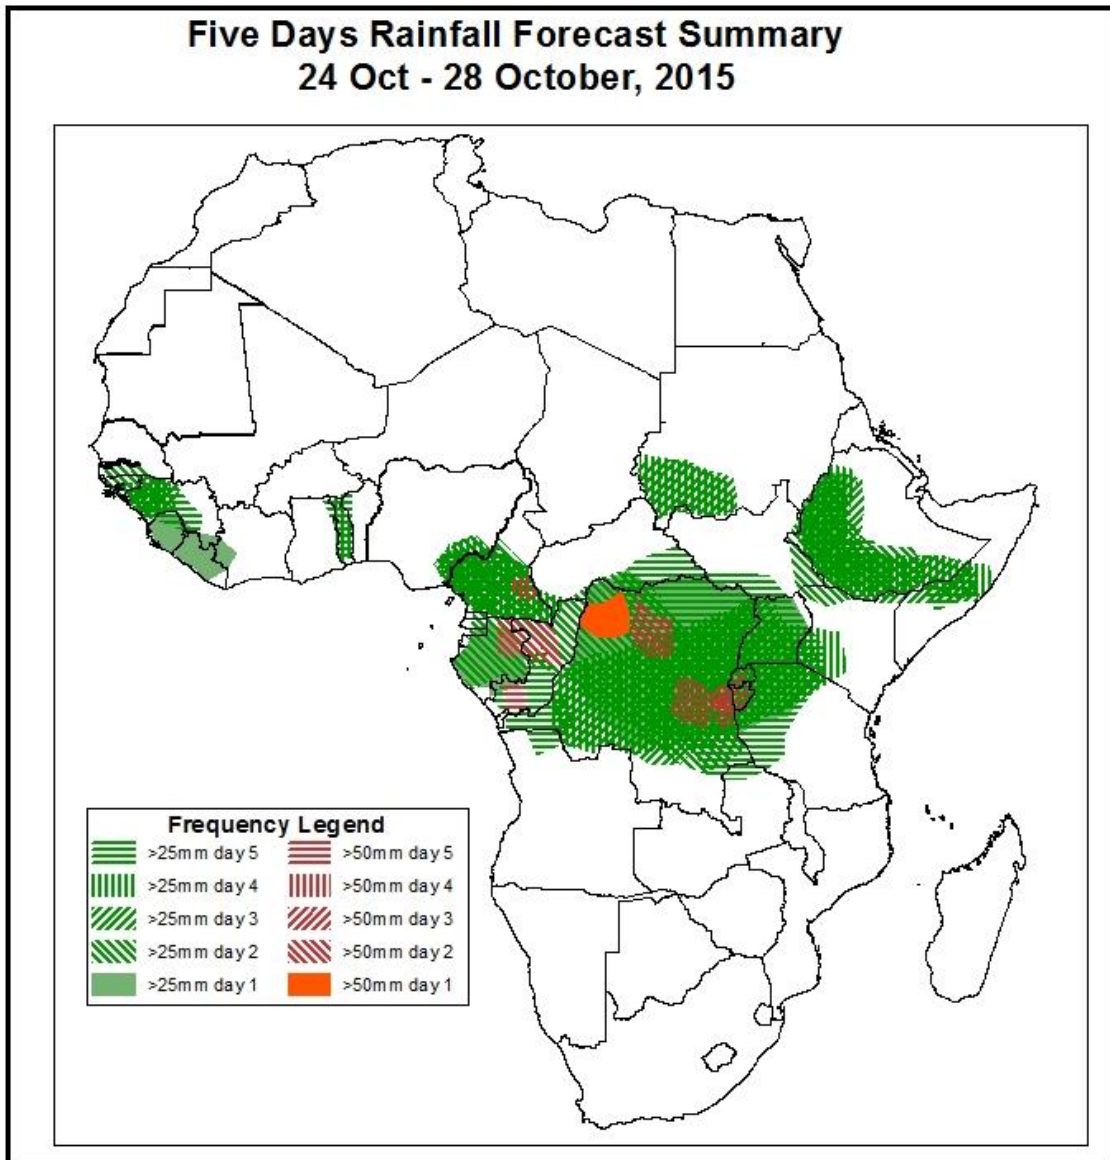 Five Days Rainfall Forecast Summary
24 Oct - 28 October, 2015
Frequency Legend
>25mm day 5 >50mm day 5
>25mm day 4 >50mm day 4
>25mm day 3 >50mm day 3
>25mm day 2 >50mm day 2
>25mm day 1 >50mm day 1